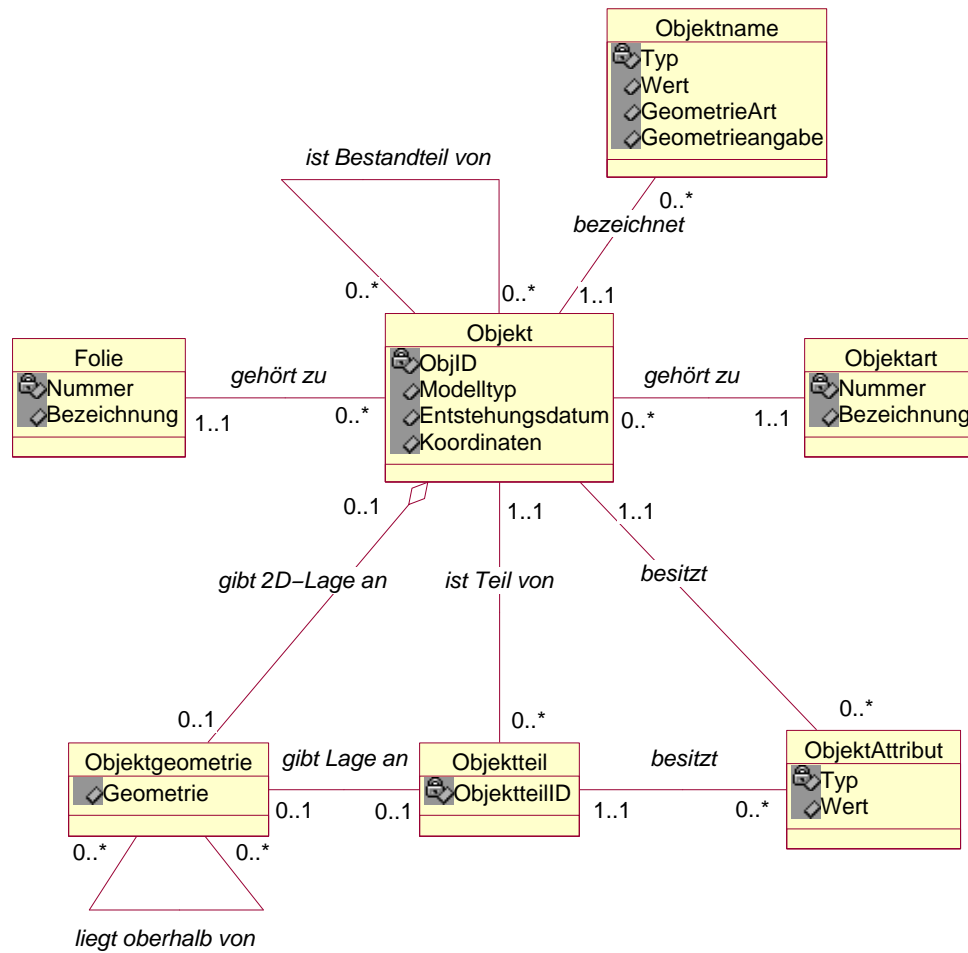 Objektname
Typ
Wert
GeometrieArt
Geometrieangabe
ist Bestandteil von
0..*
bezeichnet
0..*
0..*
1..1
Folie
Nummer
Bezeichnung
gehört zu
1..1
0..*
Objekt
ObjID
Modelltyp
Entstehungsdatum
Koordinaten
gehört zu
0..*
1..1
Objektart
Nummer
Bezeichnung
0..1
1..1
1..1
gibt 2D–Lage an
ist Teil von
besitzt
0..1
0..*
0..*
Objektgeometrie
Geometrie
gibt Lage an
0..1
0..1
Objektteil
ObjektteilID
besitzt
1..1
0..*
ObjektAttribut
Typ
Wert
0..*
0..*
liegt oberhalb von